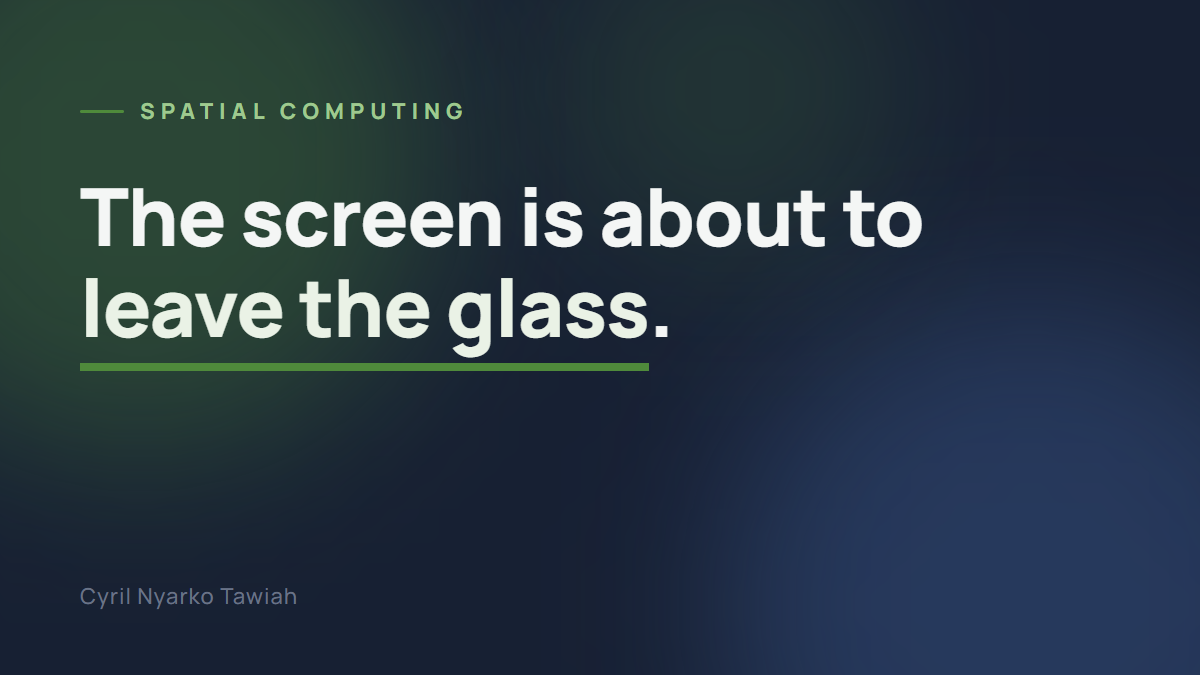 SPATIAL COMPUTING
The screen is about to
leave the glass.
Cyril Nyarko Tawiah